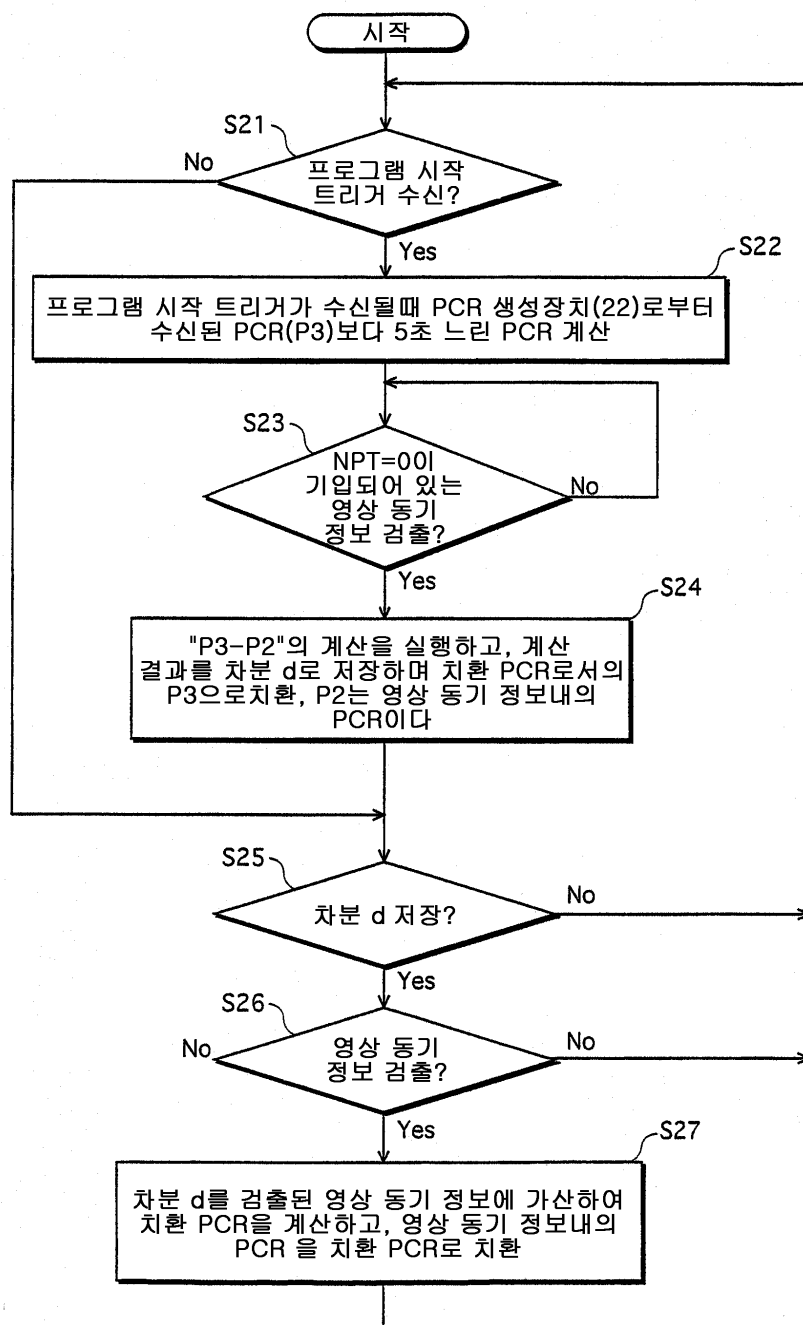 시작
S21
No
프로그램 시작
트리거 수신?
Yes
S22
프로그램 시작 트리거가 수신될때 PCR 생성장치(22)로부터
수신된 PCR(P3)보다 5초 느린 PCR 계산
S23
NPT=0이
기입되어 있는
영상 동기
정보 검출?
No
Yes
S24
"P3-P2"의 계산을 실행하고, 계산
결과를 차분 d로 저장하며 치환 PCR로서의
P3으로치환, P2는 영상 동기 정보내의
PCR이다
S25
차분 d 저장?
No
Yes
S26
No
영상 동기
정보 검출?
No
Yes
S27
차분 d를 검출된 영상 동기 정보에 가산하여
치환 PCR을 계산하고, 영상 동기 정보내의
PCR 을 치환 PCR로 치환